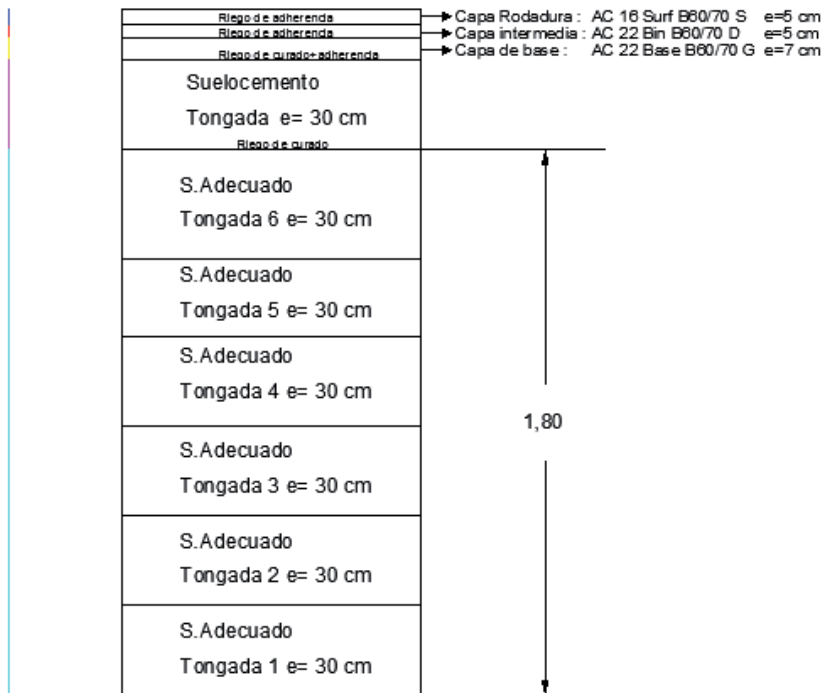 Riego de adherenda
Capa Rodadura : AC 16 Surf B60/70 S e=5 cm
Riego de adherenda
Capa intermedia : AC 22 Bin B60/70 D e=5 cm
Riego de curado+adherenda
Capa de base : AC 22 Base B60/70 G e=7 cm
Suelocemento
Tongada e= 30 cm
Riego de curado
S.Adecuado
Tongada 6 e= 30 cm
S.Adecuado
Tongada 5 e= 30 cm
S.Adecuado
Tongada 4 e= 30 cm
1,80
S.Adecuado
Tongada 3 e= 30 cm
S.Adecuado
Tongada 2 e= 30 cm
S.Adecuado
Tongada 1 e= 30 cm